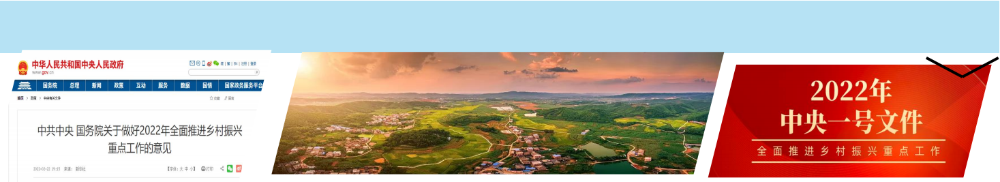 中华人民共和国中央人民政府
www.gov.cn
简 | 繁 | EN | 注册 | 登录
国务院 总理 新闻 政策 互动 服务 数据 国情 国家政务服务平台
首页 > 政策 > 中央有关文件
收藏 留言
中共中央 国务院关于做好2022年全面推进乡村振兴
重点工作的意见
2022-02-22 19:15 来源: 新华社
【字体: 大 中 小】 打印
2022年
中央一号文件
全面推进乡村振兴重点工作